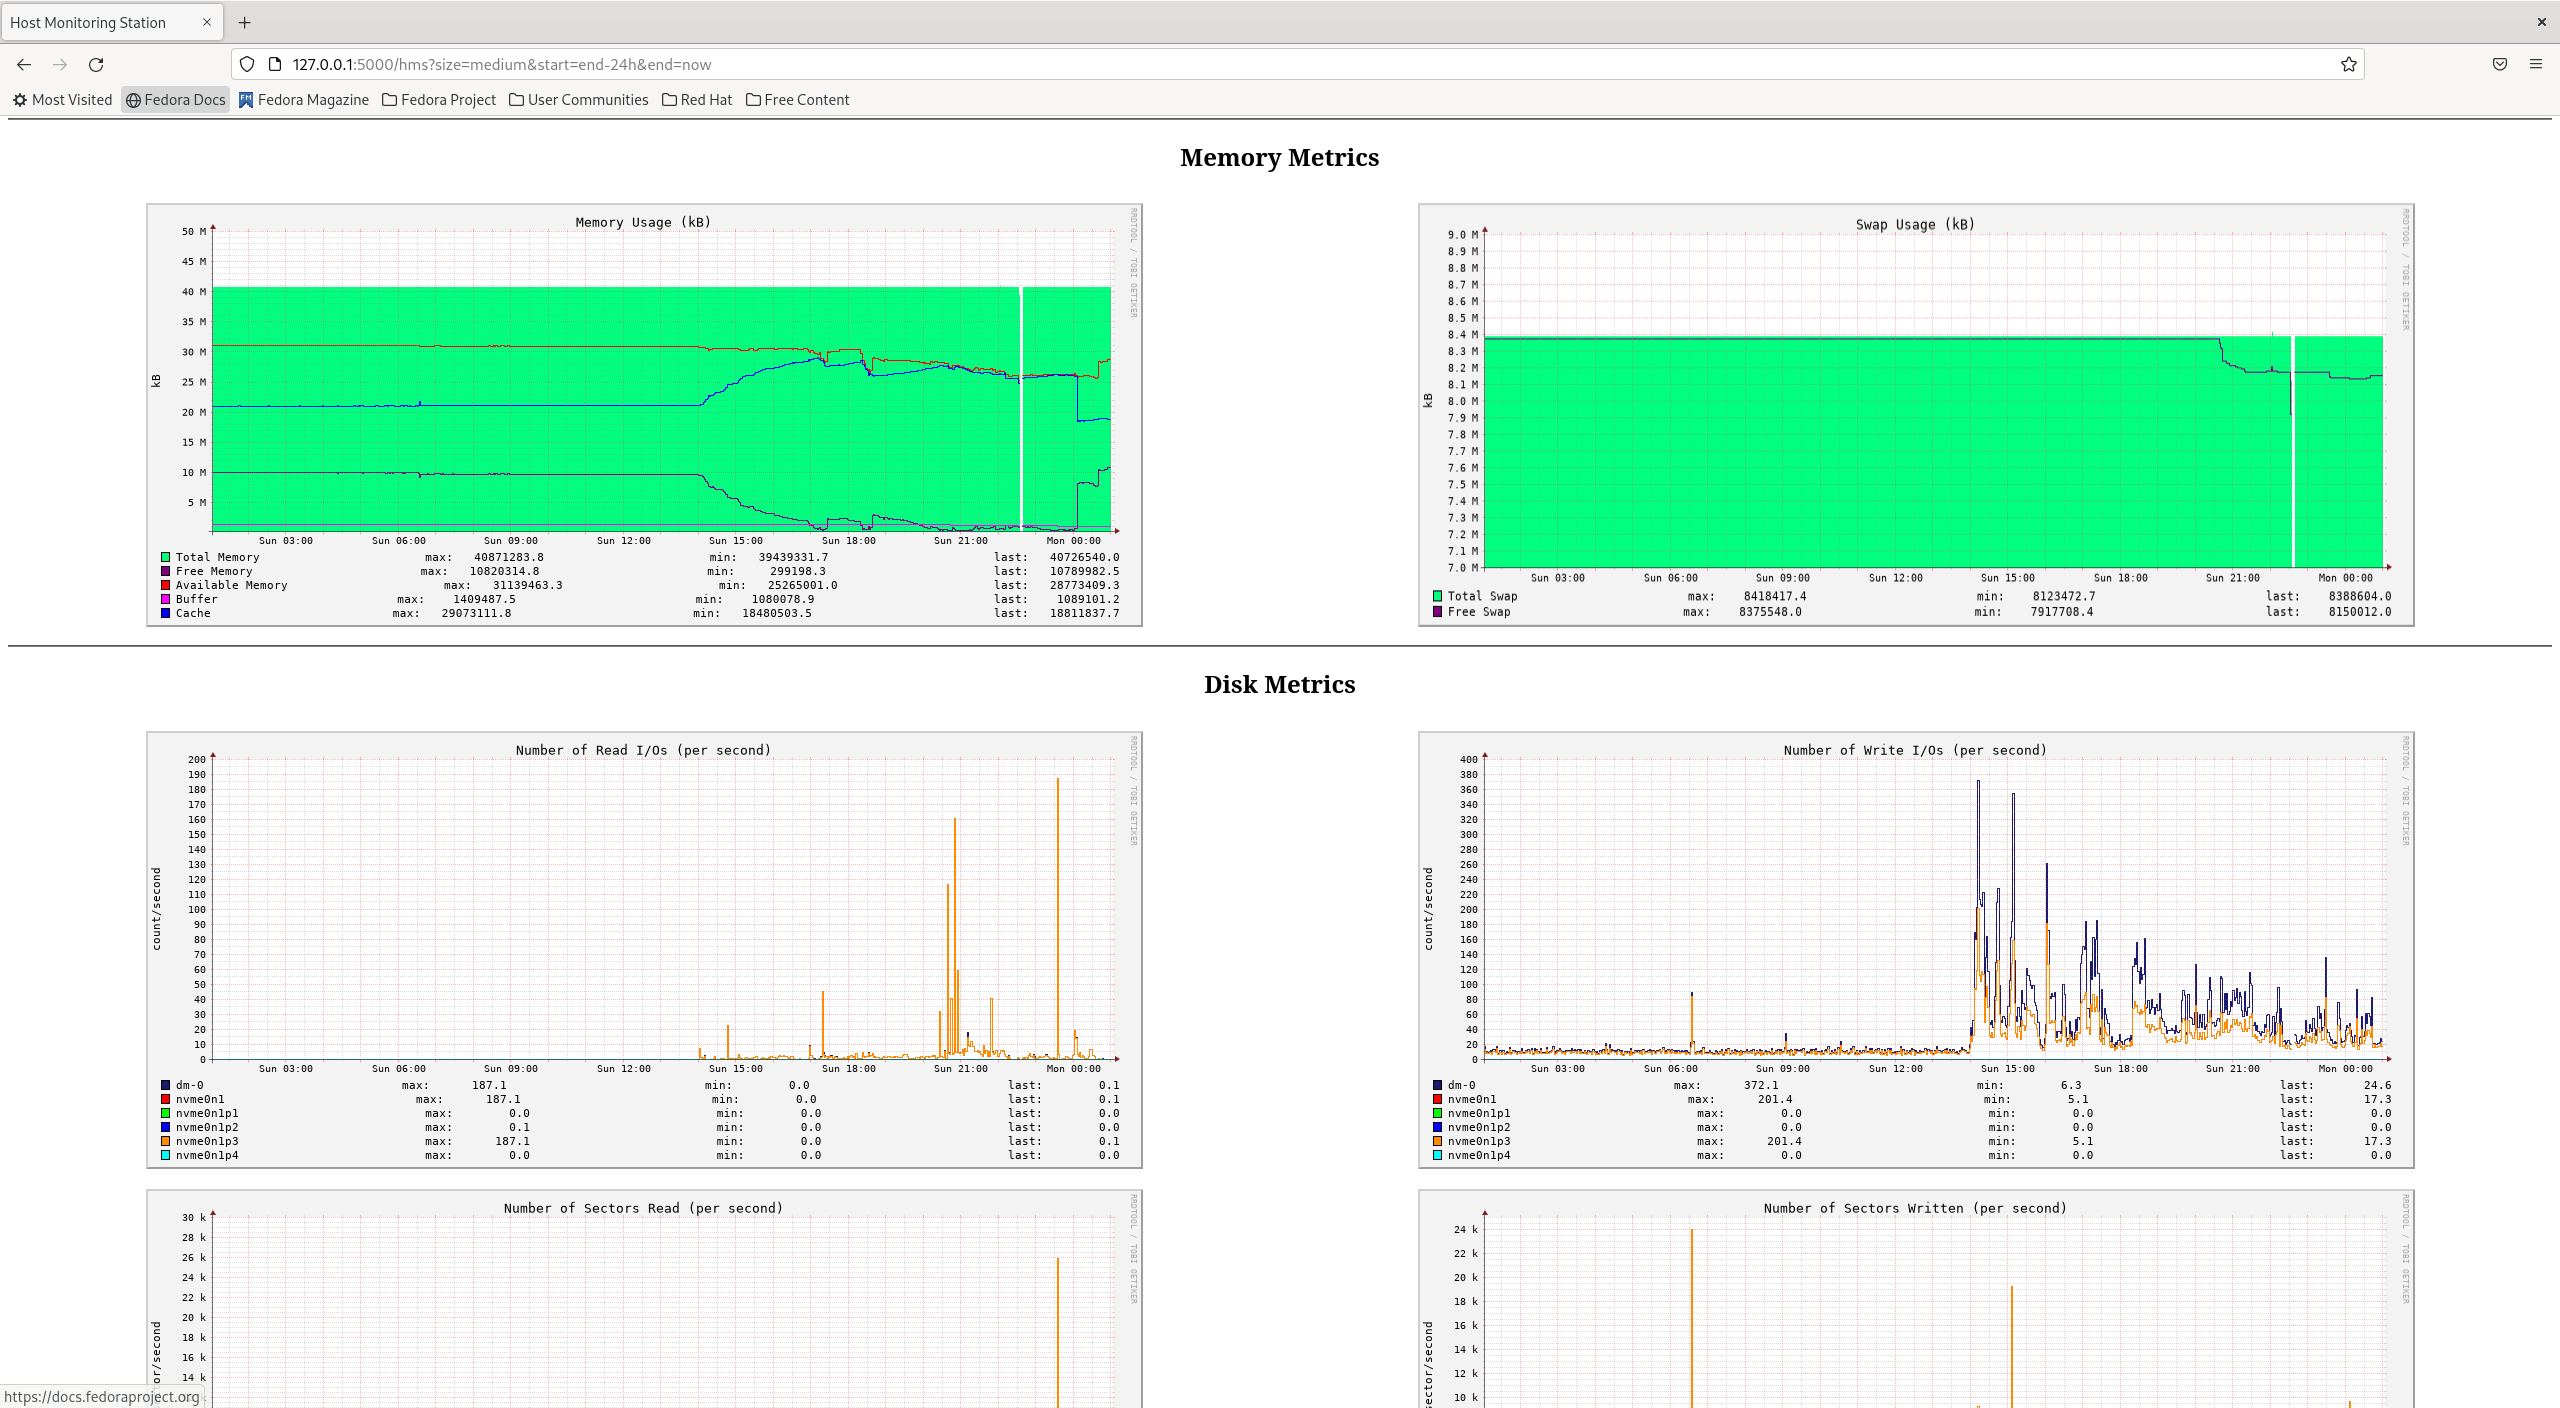 Host Monitoring Station
127.0.0.1:5000/hms?size=medium&start=end-24h&end=now
Most Visited Fedora Docs Fedora Magazine Fedora Project User Communities Red Hat Free Content
Memory Metrics
Memory Usage (kB)
RRDTOOL / TOBI OETIKER
kB
50 M
45 M
40 M
35 M
30 M
25 M
20 M
15 M
10 M
5 M
Sun 03:00 Sun 06:00 Sun 09:00 Sun 12:00 Sun 15:00 Sun 18:00 Sun 21:00 Mon 00:00
Total Memory max: 40871283.8 min: 39439331.7 last: 40726540.0
Free Memory max: 10820314.8 min: 299198.3 last: 10789982.5
Available Memory max: 31139463.3 min: 25265001.0 last: 28773409.3
Buffer max: 1409487.5 min: 1080078.9 last: 1089101.2
Cache max: 29073111.8 min: 18480503.5 last: 18811837.7
Swap Usage (kB)
RRDTOOL / TOBI OETIKER
kB
9.0 M
8.9 M
8.8 M
8.7 M
8.6 M
8.5 M
8.4 M
8.3 M
8.2 M
8.1 M
8.0 M
7.9 M
7.8 M
7.7 M
7.6 M
7.5 M
7.4 M
7.3 M
7.2 M
7.1 M
7.0 M
Sun 03:00 Sun 06:00 Sun 09:00 Sun 12:00 Sun 15:00 Sun 18:00 Sun 21:00 Mon 00:00
Total Swap max: 8418417.4 min: 8123472.7 last: 8388604.0
Free Swap max: 8375548.0 min: 7917708.4 last: 8150012.0
Disk Metrics
Number of Read I/Os (per second)
RRDTOOL / TOBI OETIKER
count/second
200
190
180
170
160
150
140
130
120
110
100
90
80
70
60
50
40
30
20
10
0
Sun 03:00 Sun 06:00 Sun 09:00 Sun 12:00 Sun 15:00 Sun 18:00 Sun 21:00 Mon 00:00
dm-0 max: 187.1 min: 0.0 last: 0.1
nvme0n1 max: 187.1 min: 0.0 last: 0.1
nvme0n1p1 max: 0.0 min: 0.0 last: 0.0
nvme0n1p2 max: 0.1 min: 0.0 last: 0.0
nvme0n1p3 max: 187.1 min: 0.0 last: 0.1
nvme0n1p4 max: 0.0 min: 0.0 last: 0.0
Number of Write I/Os (per second)
RRDTOOL / TOBI OETIKER
count/second
400
380
360
340
320
300
280
260
240
220
200
180
160
140
120
100
80
60
40
20
0
Sun 03:00 Sun 06:00 Sun 09:00 Sun 12:00 Sun 15:00 Sun 18:00 Sun 21:00 Mon 00:00
dm-0 max: 372.1 min: 6.3 last: 24.6
nvme0n1 max: 201.4 min: 5.1 last: 17.3
nvme0n1p1 max: 0.0 min: 0.0 last: 0.0
nvme0n1p2 max: 0.0 min: 0.0 last: 0.0
nvme0n1p3 max: 201.4 min: 5.1 last: 17.3
nvme0n1p4 max: 0.0 min: 0.0 last: 0.0
Number of Sectors Read (per second)
RRDTOOL / TOBI OETIKER
tor/second
30 k
28 k
26 k
24 k
22 k
20 k
18 k
16 k
14 k
Number of Sectors Written (per second)
RRDTOOL / TOBI OETIKER
sector/second
24 k
22 k
20 k
18 k
16 k
14 k
12 k
10 k
https://docs.fedoraproject.org